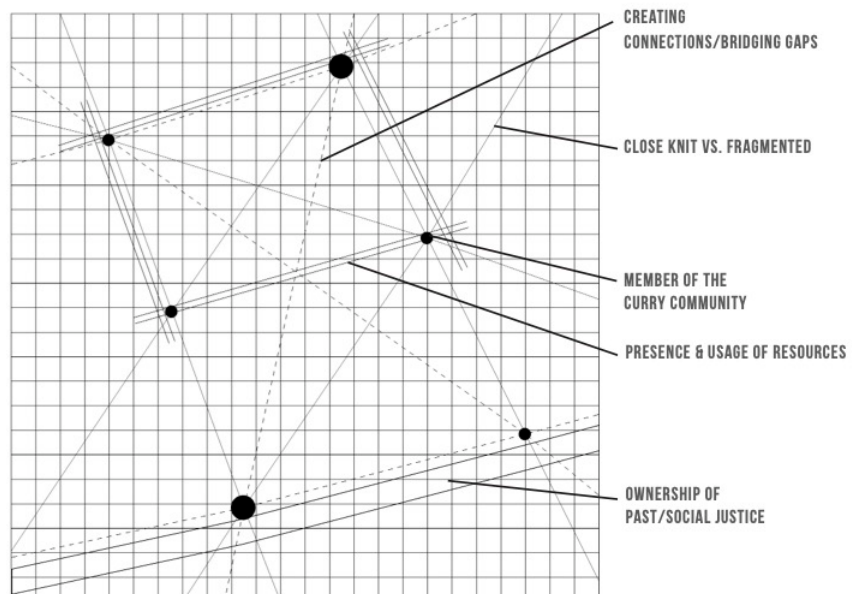 CREATING
CONNECTIONS/BRIDGING GAPS
CLOSE KNIT VS. FRAGMENTED
MEMBER OF THE
CURRY COMMUNITY
PRESENCE & USAGE OF RESOURCES
OWNERSHIP OF
PAST/SOCIAL JUSTICE